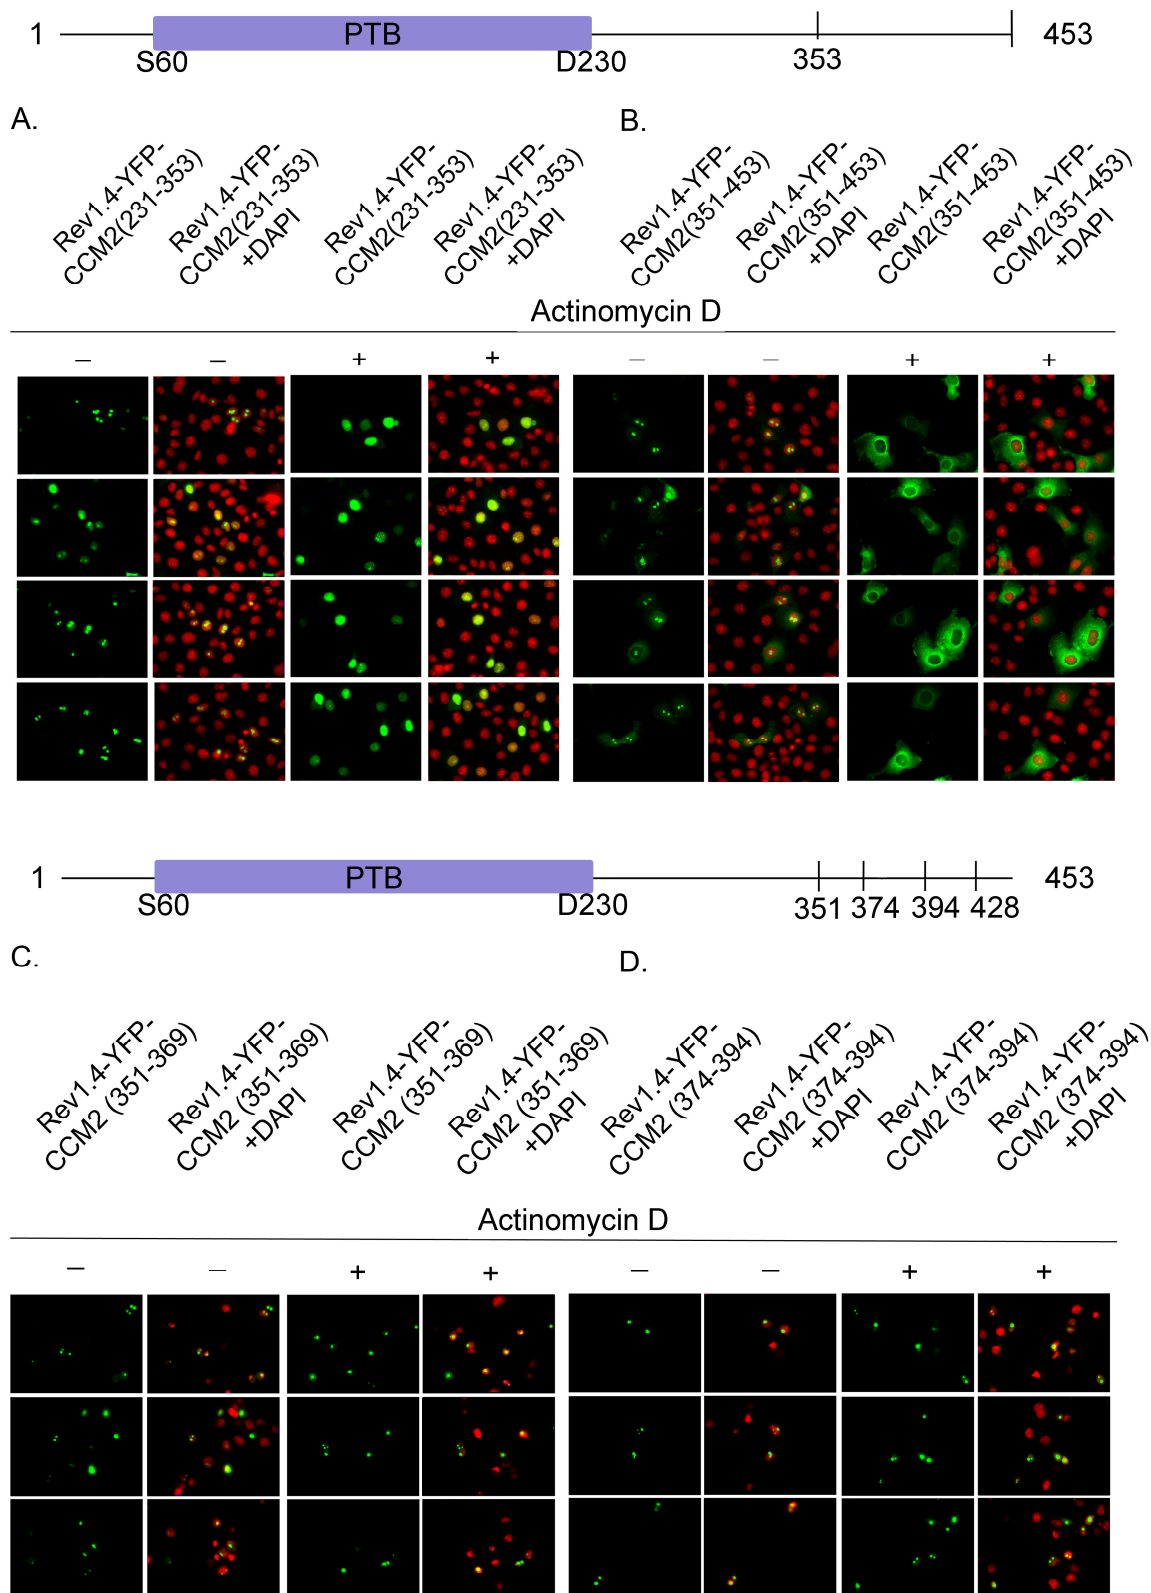 1 PTB 453
S60 D230 353
A. B.
Rev1.4-YFP-
CCM2(231-353)
Rev1.4-YFP-
CCM2(231-353)
+DAPI
Rev1.4-YFP-
CCM2(231-353)
Rev1.4-YFP-
CCM2(231-353)
+DAPI
Rev1.4-YFP-
CCM2(351-453)
Rev1.4-YFP-
CCM2(351-453)
+DAPI
Rev1.4-YFP-
CCM2(351-453)
Rev1.4-YFP-
CCM2(351-453)
+DAPI
Actinomycin D
– – + + – – + +
1 PTB 453
S60 D230 351 374 394 428
C. D.
Rev1.4-YFP-
CCM2 (351-369)
Rev1.4-YFP-
CCM2 (351-369)
+DAPI
Rev1.4-YFP-
CCM2 (351-369)
Rev1.4-YFP-
CCM2 (351-369)
+DAPI
Rev1.4-YFP-
CCM2 (374-394)
Rev1.4-YFP-
CCM2 (374-394)
+DAPI
Rev1.4-YFP-
CCM2 (374-394)
Rev1.4-YFP-
CCM2 (374-394)
+DAPI
Actinomycin D
– – + + – – + +